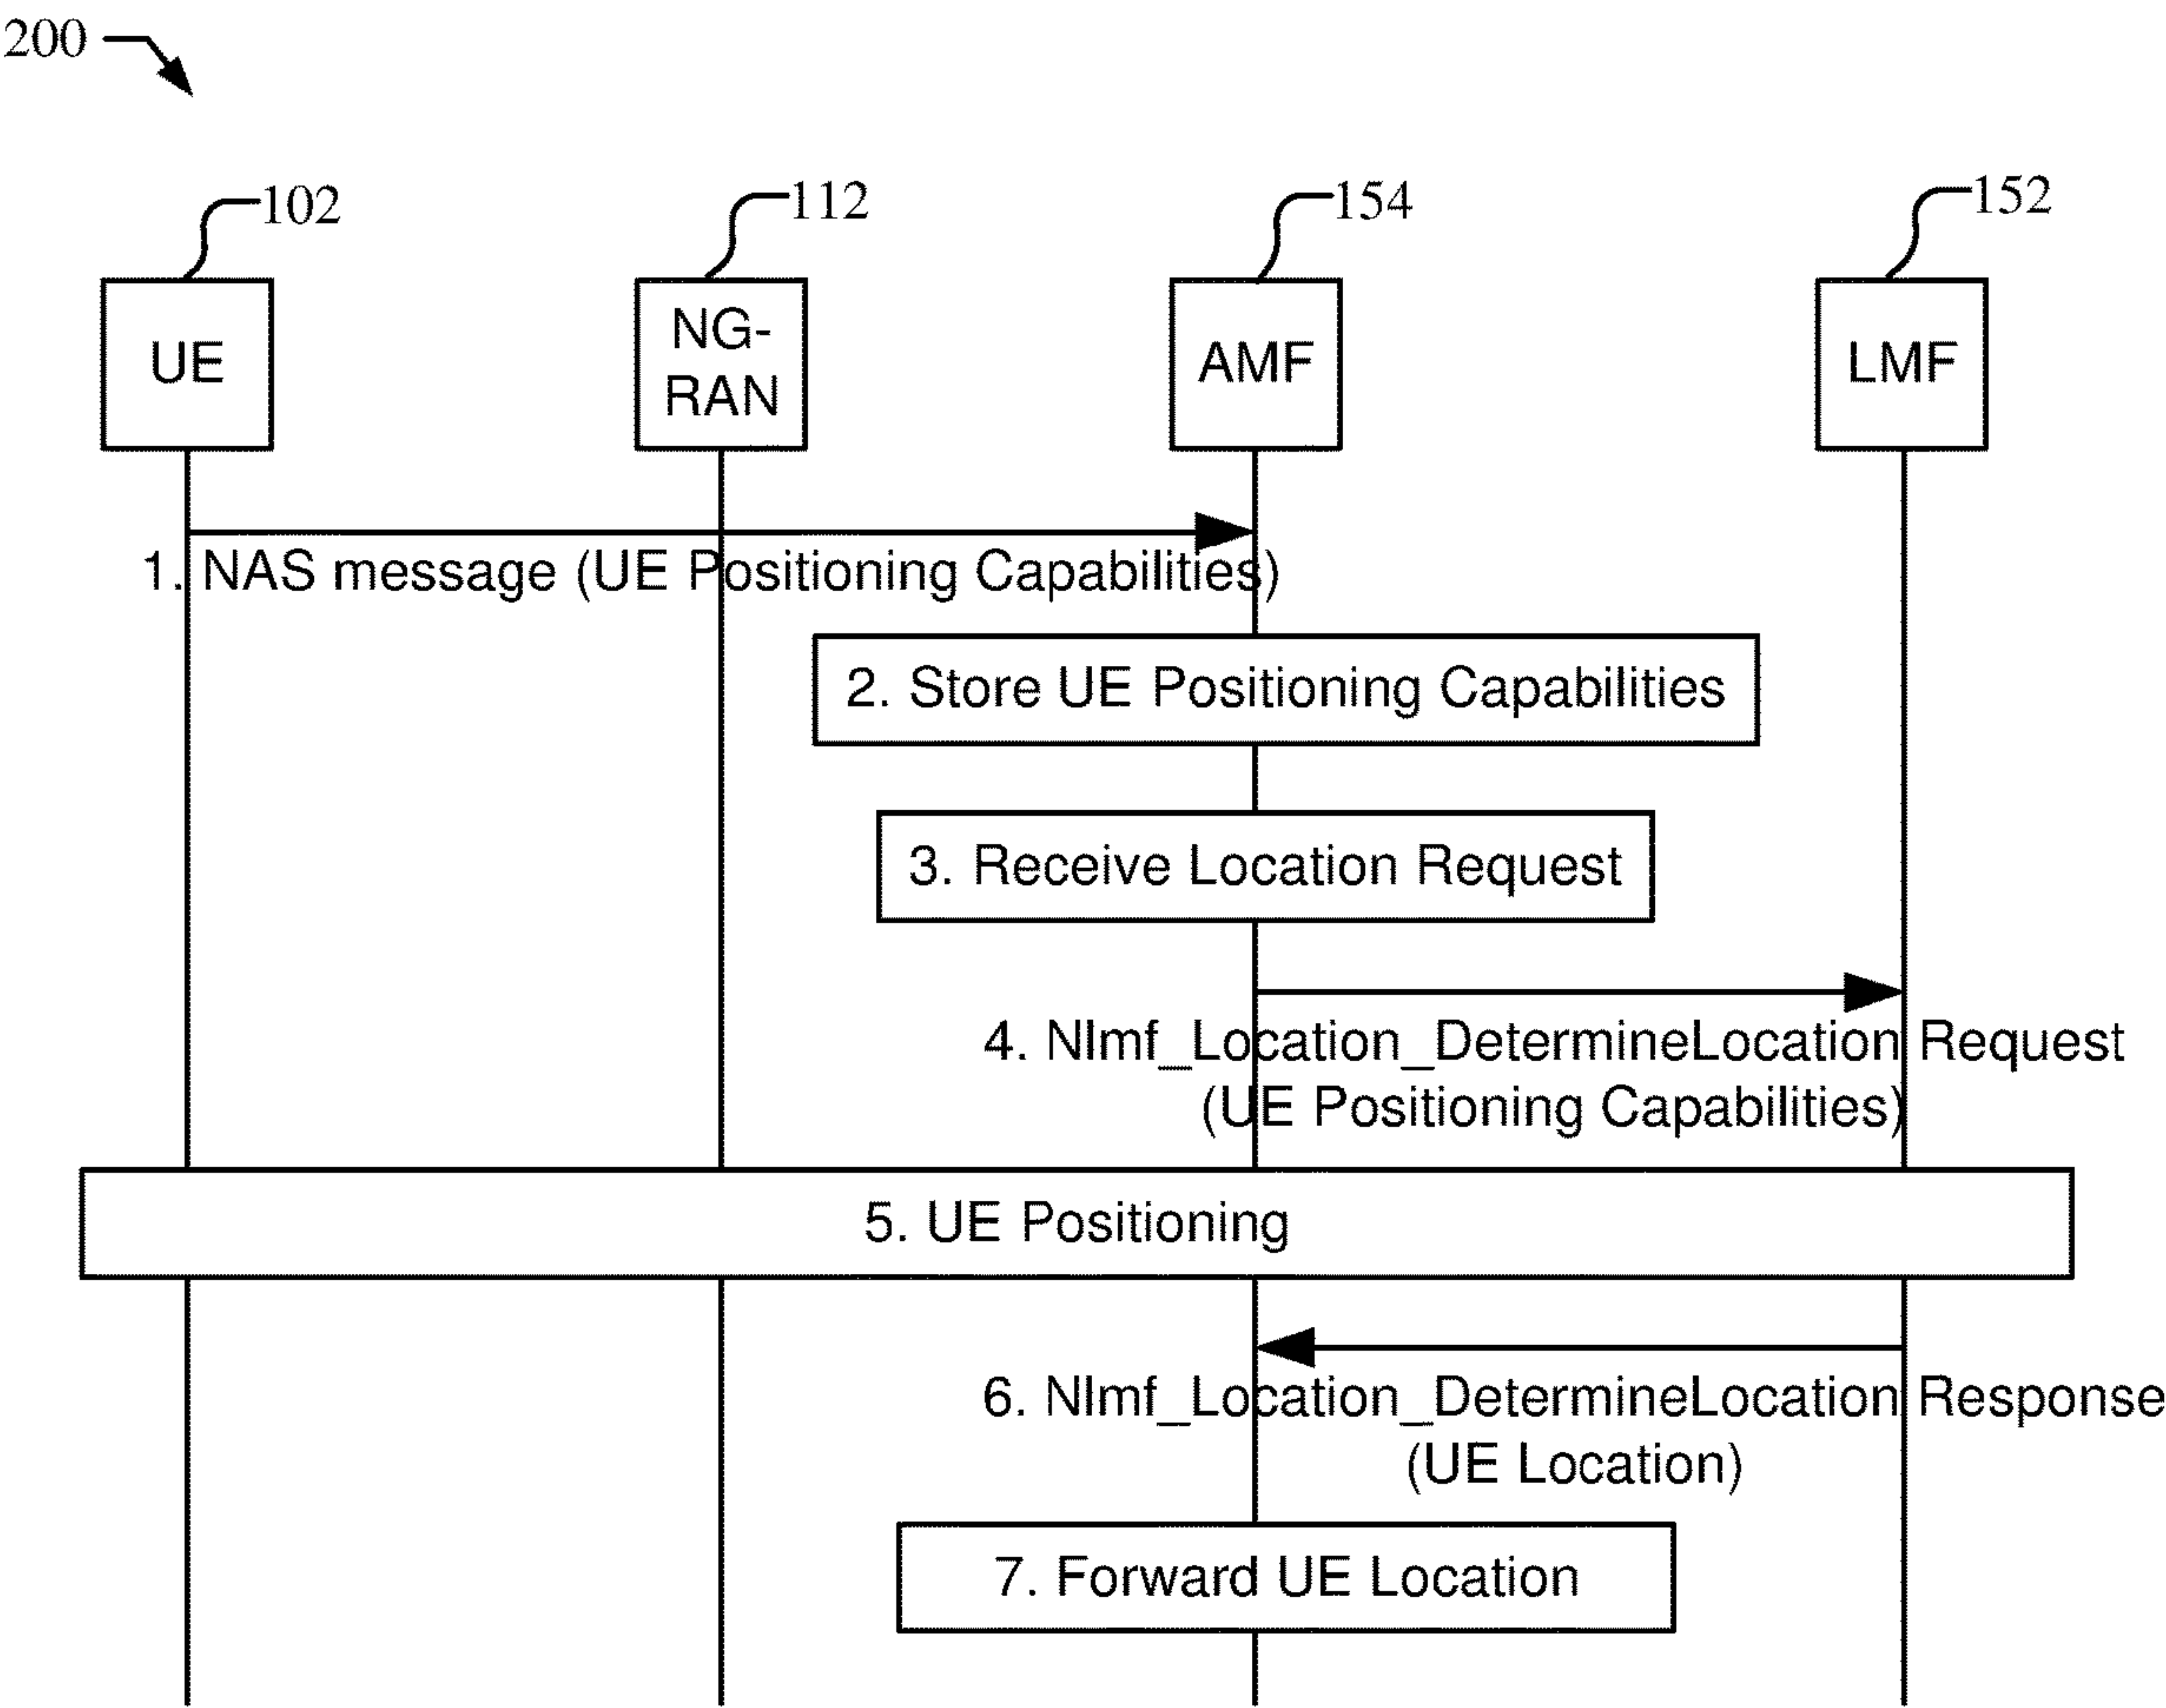 200
102
112
154
152
UE
NG-
RAN
AMF
LMF
1. NAS message (UE Positioning Capabilities)
2. Store UE Positioning Capabilities
3. Receive Location Request
4. Nlmf_Location_DetermineLocation Request
(UE Positioning Capabilities)
5. UE Positioning
6. Nlmf_Location_DetermineLocation Response
(UE Location)
7. Forward UE Location